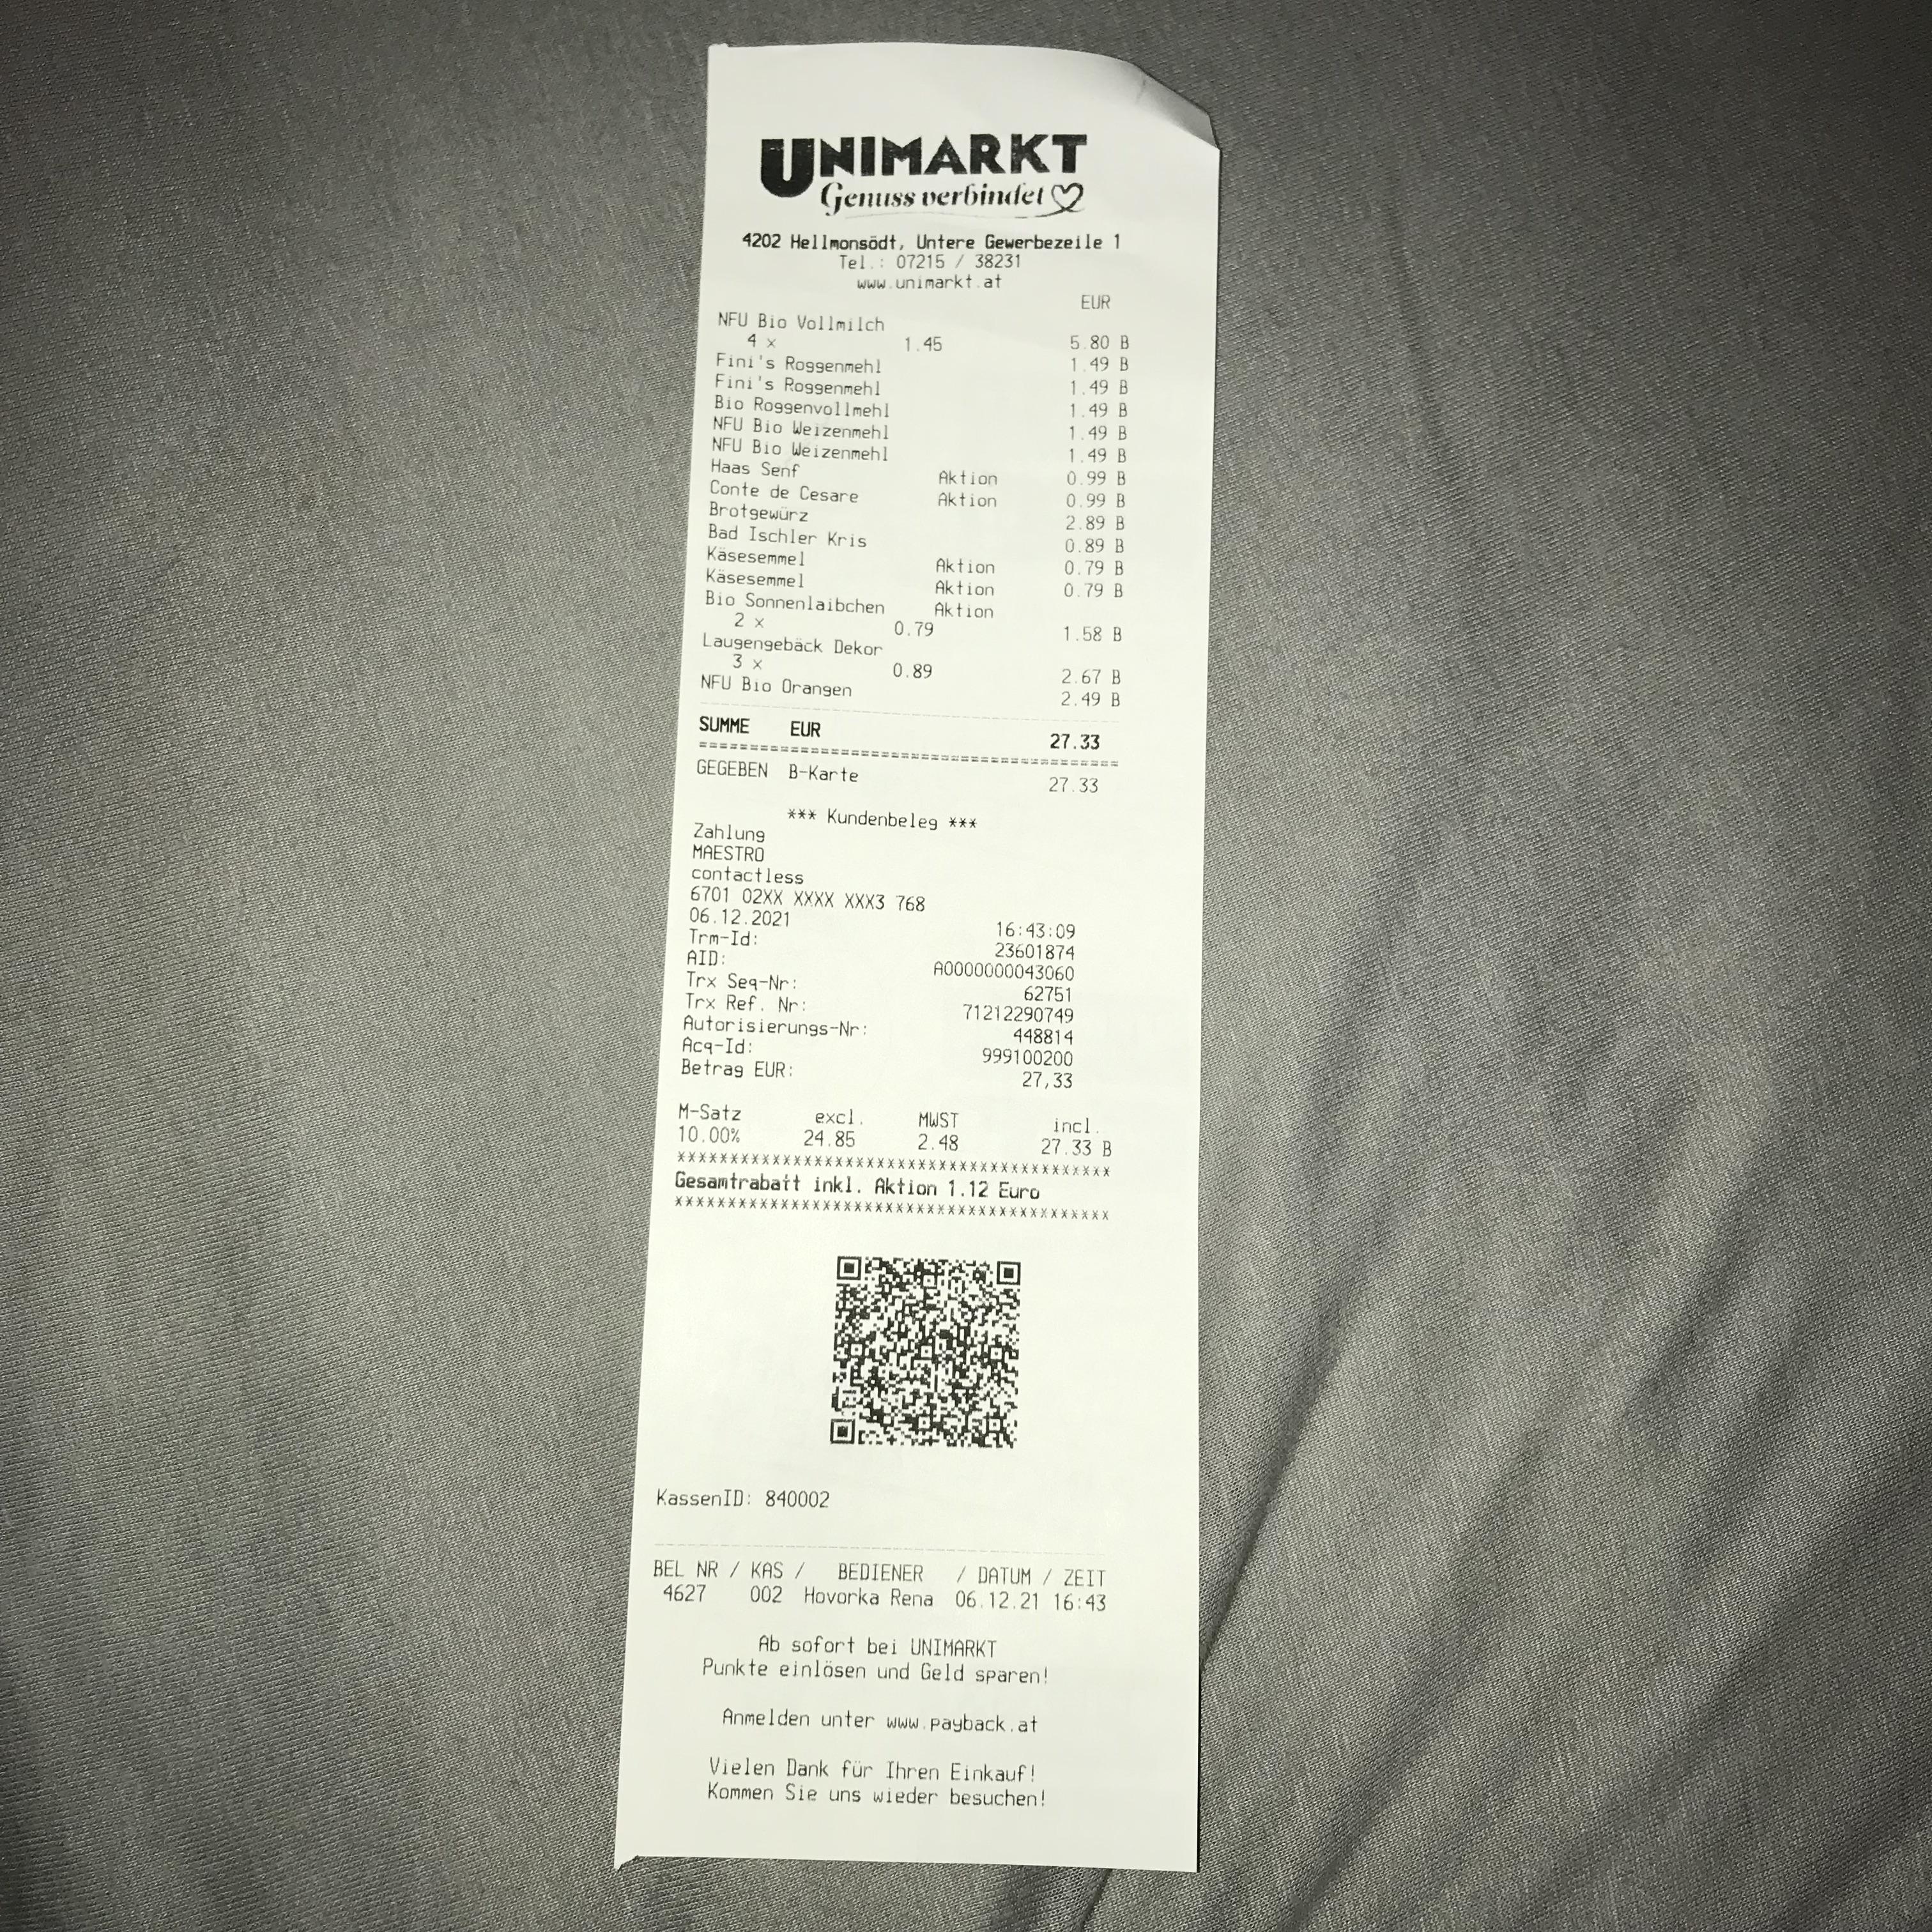 UNIMARKT
Genuss verbindet
4202 Hellmonsödt, Untere Gewerbezeile 1
Tel.: 07215 / 38231
www.unimarkt.at
EUR
NFU Bio Vollmilch
4 x 1.45 5.80 B
Fini's Roggenmehl 1.49 B
Fini's Roggenmehl 1.49 B
Bio Roggenvollmehl 1.49 B
NFU Bio Weizenmehl 1.49 B
NFU Bio Weizenmehl 1.49 B
Haas Senf Aktion 0.99 B
Conte de Cesare Aktion 0.99 B
Brotgewürz 2.89 B
Bad Ischler Kris 0.89 B
Käsesemmel Aktion 0.79 B
Käsesemmel Aktion 0.79 B
Bio Sonnenlaibchen Aktion
2 x 0.79 1.58 B
Laugengebäck Dekor
3 x 0.89 2.67 B
NFU Bio Orangen 2.49 B
SUMME EUR 27.33
========================================
GEGEBEN B-Karte 27.33
*** Kundenbeleg ***
Zahlung
MAESTRO
contactless
6701 02XX XXXX XXX3 768
06.12.2021 16:43:09
Trm-Id: 23601874
AID: A0000000043060
Trx Seq-Nr: 62751
Trx Ref. Nr: 71212290749
Autorisierungs-Nr: 448814
Acq-Id: 999100200
Betrag EUR: 27,33
M-Satz excl. MWST incl.
10.00% 24.85 2.48 27.33 B
xxxxxxxxxxxxxxxxxxxxxxxxxxxxxxxxxxxxxxxxx
Gesamtrabatt inkl. Aktion 1.12 Euro
xxxxxxxxxxxxxxxxxxxxxxxxxxxxxxxxxxxxxxxxx
KassenID: 840002
BEL NR / KAS / BEDIENER / DATUM / ZEIT
4627 002 Hovorka Rena 06.12.21 16:43
Ab sofort bei UNIMARKT
Punkte einlösen und Geld sparen!
Anmelden unter www.payback.at
Vielen Dank für Ihren Einkauf!
Kommen Sie uns wieder besuchen!